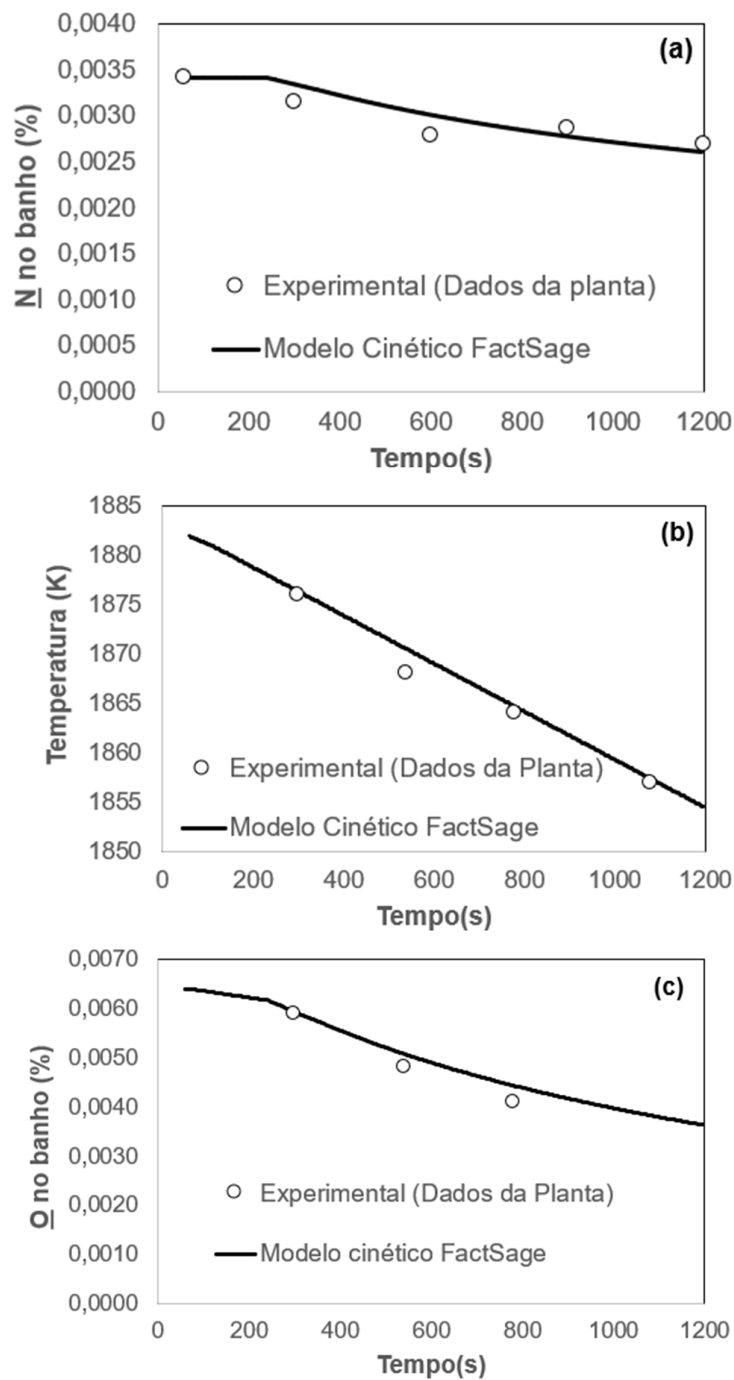 (a)
N no banho (%)
0,0040
0,0035
0,0030
0,0025
0,0020
0,0015
0,0010
0,0005
0,0000
Experimental (Dados da planta)
Modelo Cinético FactSage
0 200 400 600 800 1000 1200
Tempo(s)
(b)
Temperatura (K)
1885
1880
1875
1870
1865
1860
1855
1850
Experimental (Dados da Planta)
Modelo Cinético FactSage
0 200 400 600 800 1000 1200
Tempo(s)
(c)
O no banho (%)
0,0070
0,0060
0,0050
0,0040
0,0030
0,0020
0,0010
0,0000
Experimental (Dados da Planta)
Modelo cinético FactSage
0 200 400 600 800 1000 1200
Tempo(s)